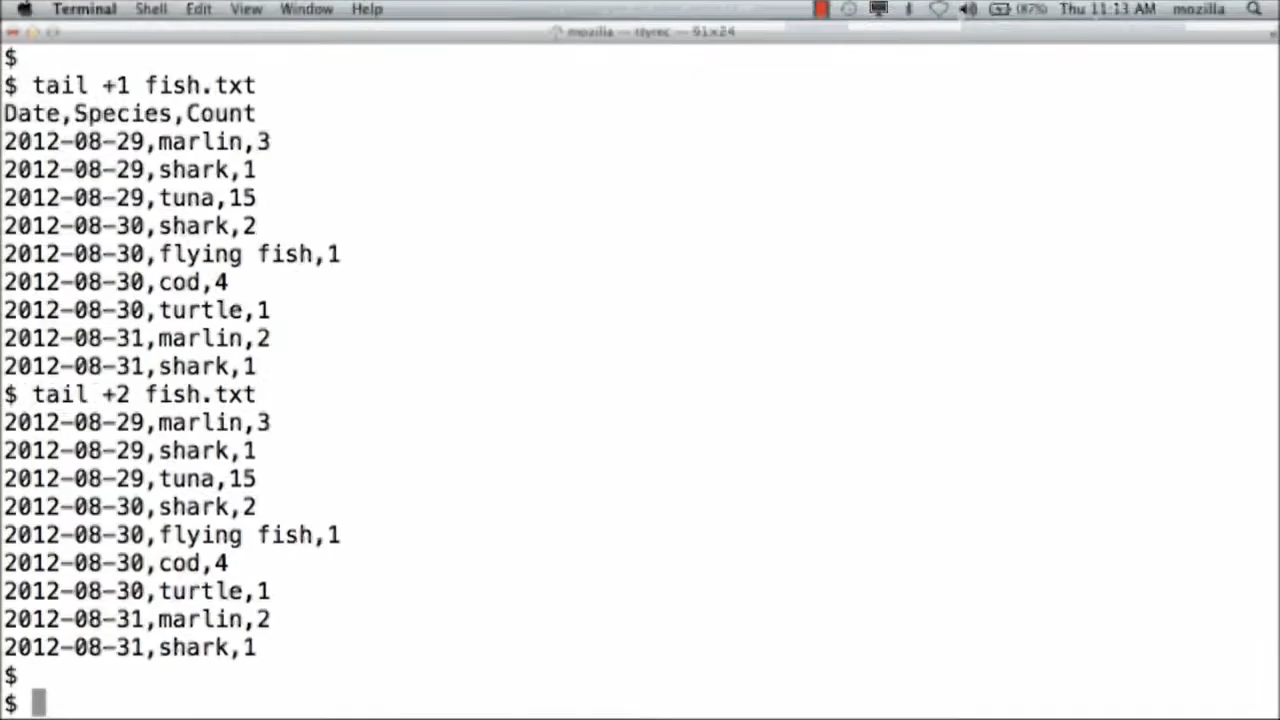 Terminal Shell Edit View Window Help (87%) Thu 11:13 AM mozilla
mozilla — ttyrec — 91×24
$
$ tail +1 fish.txt
Date,Species,Count
2012-08-29,marlin,3
2012-08-29,shark,1
2012-08-29,tuna,15
2012-08-30,shark,2
2012-08-30,flying fish,1
2012-08-30,cod,4
2012-08-30,turtle,1
2012-08-31,marlin,2
2012-08-31,shark,1
$ tail +2 fish.txt
2012-08-29,marlin,3
2012-08-29,shark,1
2012-08-29,tuna,15
2012-08-30,shark,2
2012-08-30,flying fish,1
2012-08-30,cod,4
2012-08-30,turtle,1
2012-08-31,marlin,2
2012-08-31,shark,1
$
$